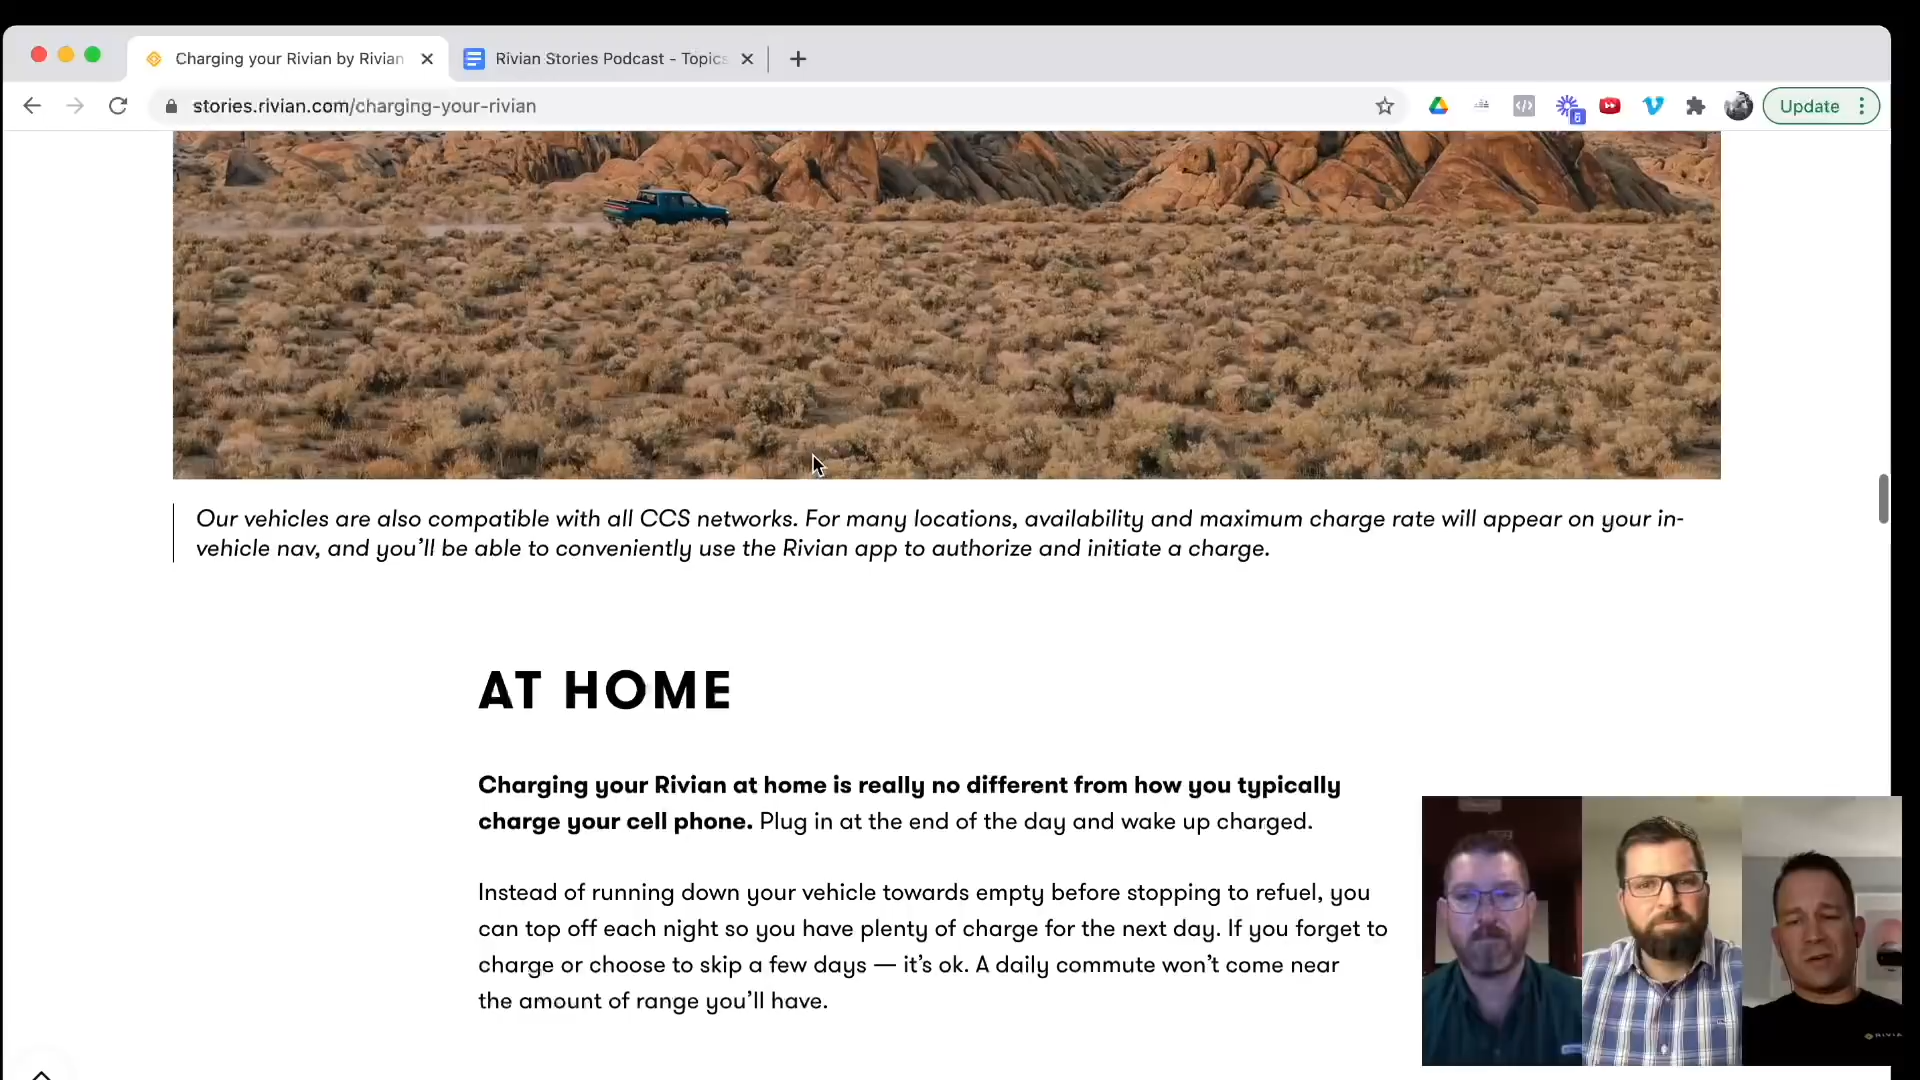 Charging your Rivian by Rivian
Rivian Stories Podcast - Topics
stories.rivian.com/charging-your-rivian
6
Update
Our vehicles are also compatible with all CCS networks. For many locations, availability and maximum charge rate will appear on your in-
vehicle nav, and you’ll be able to conveniently use the Rivian app to authorize and initiate a charge.
AT HOME
Charging your Rivian at home is really no different from how you typically
charge your cell phone. Plug in at the end of the day and wake up charged.
Instead of running down your vehicle towards empty before stopping to refuel, you
can top off each night so you have plenty of charge for the next day. If you forget to
charge or choose to skip a few days — it’s ok. A daily commute won’t come near
the amount of range you’ll have.